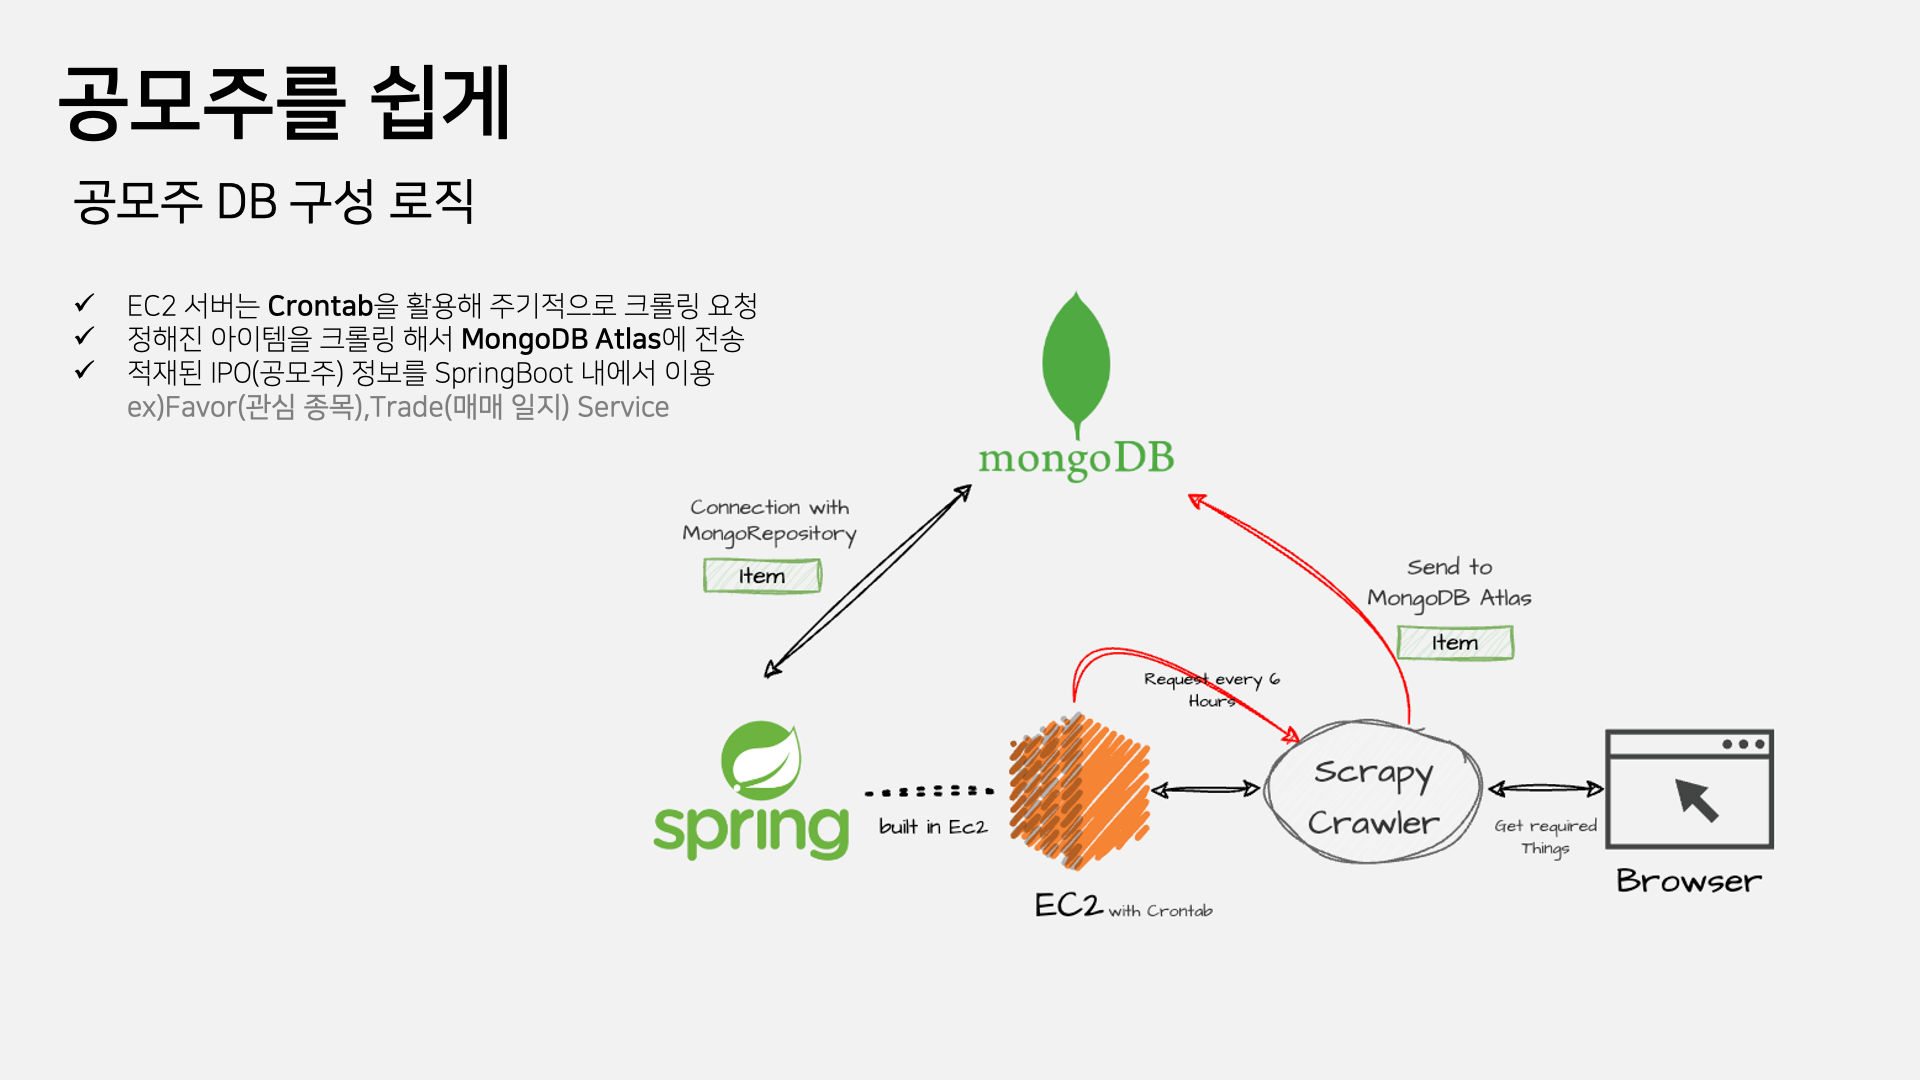 공모주를 쉽게
공모주 DB 구성 로직
✓ EC2 서버는 Crontab을 활용해 주기적으로 크롤링 요청
✓ 정해진 아이템을 크롤링 해서 MongoDB Atlas에 전송
✓ 적재된 IPO(공모주) 정보를 SpringBoot 내에서 이용
ex)Favor(관심 종목),Trade(매매 일지) Service
mongoDB
Connection with
MongoRepository
Item
Send to
MongoDB Atlas
Item
Request every 6
Hours
spring
built in Ec2
EC2 with Crontab
Scrapy
Crawler
Get required
Things
Browser